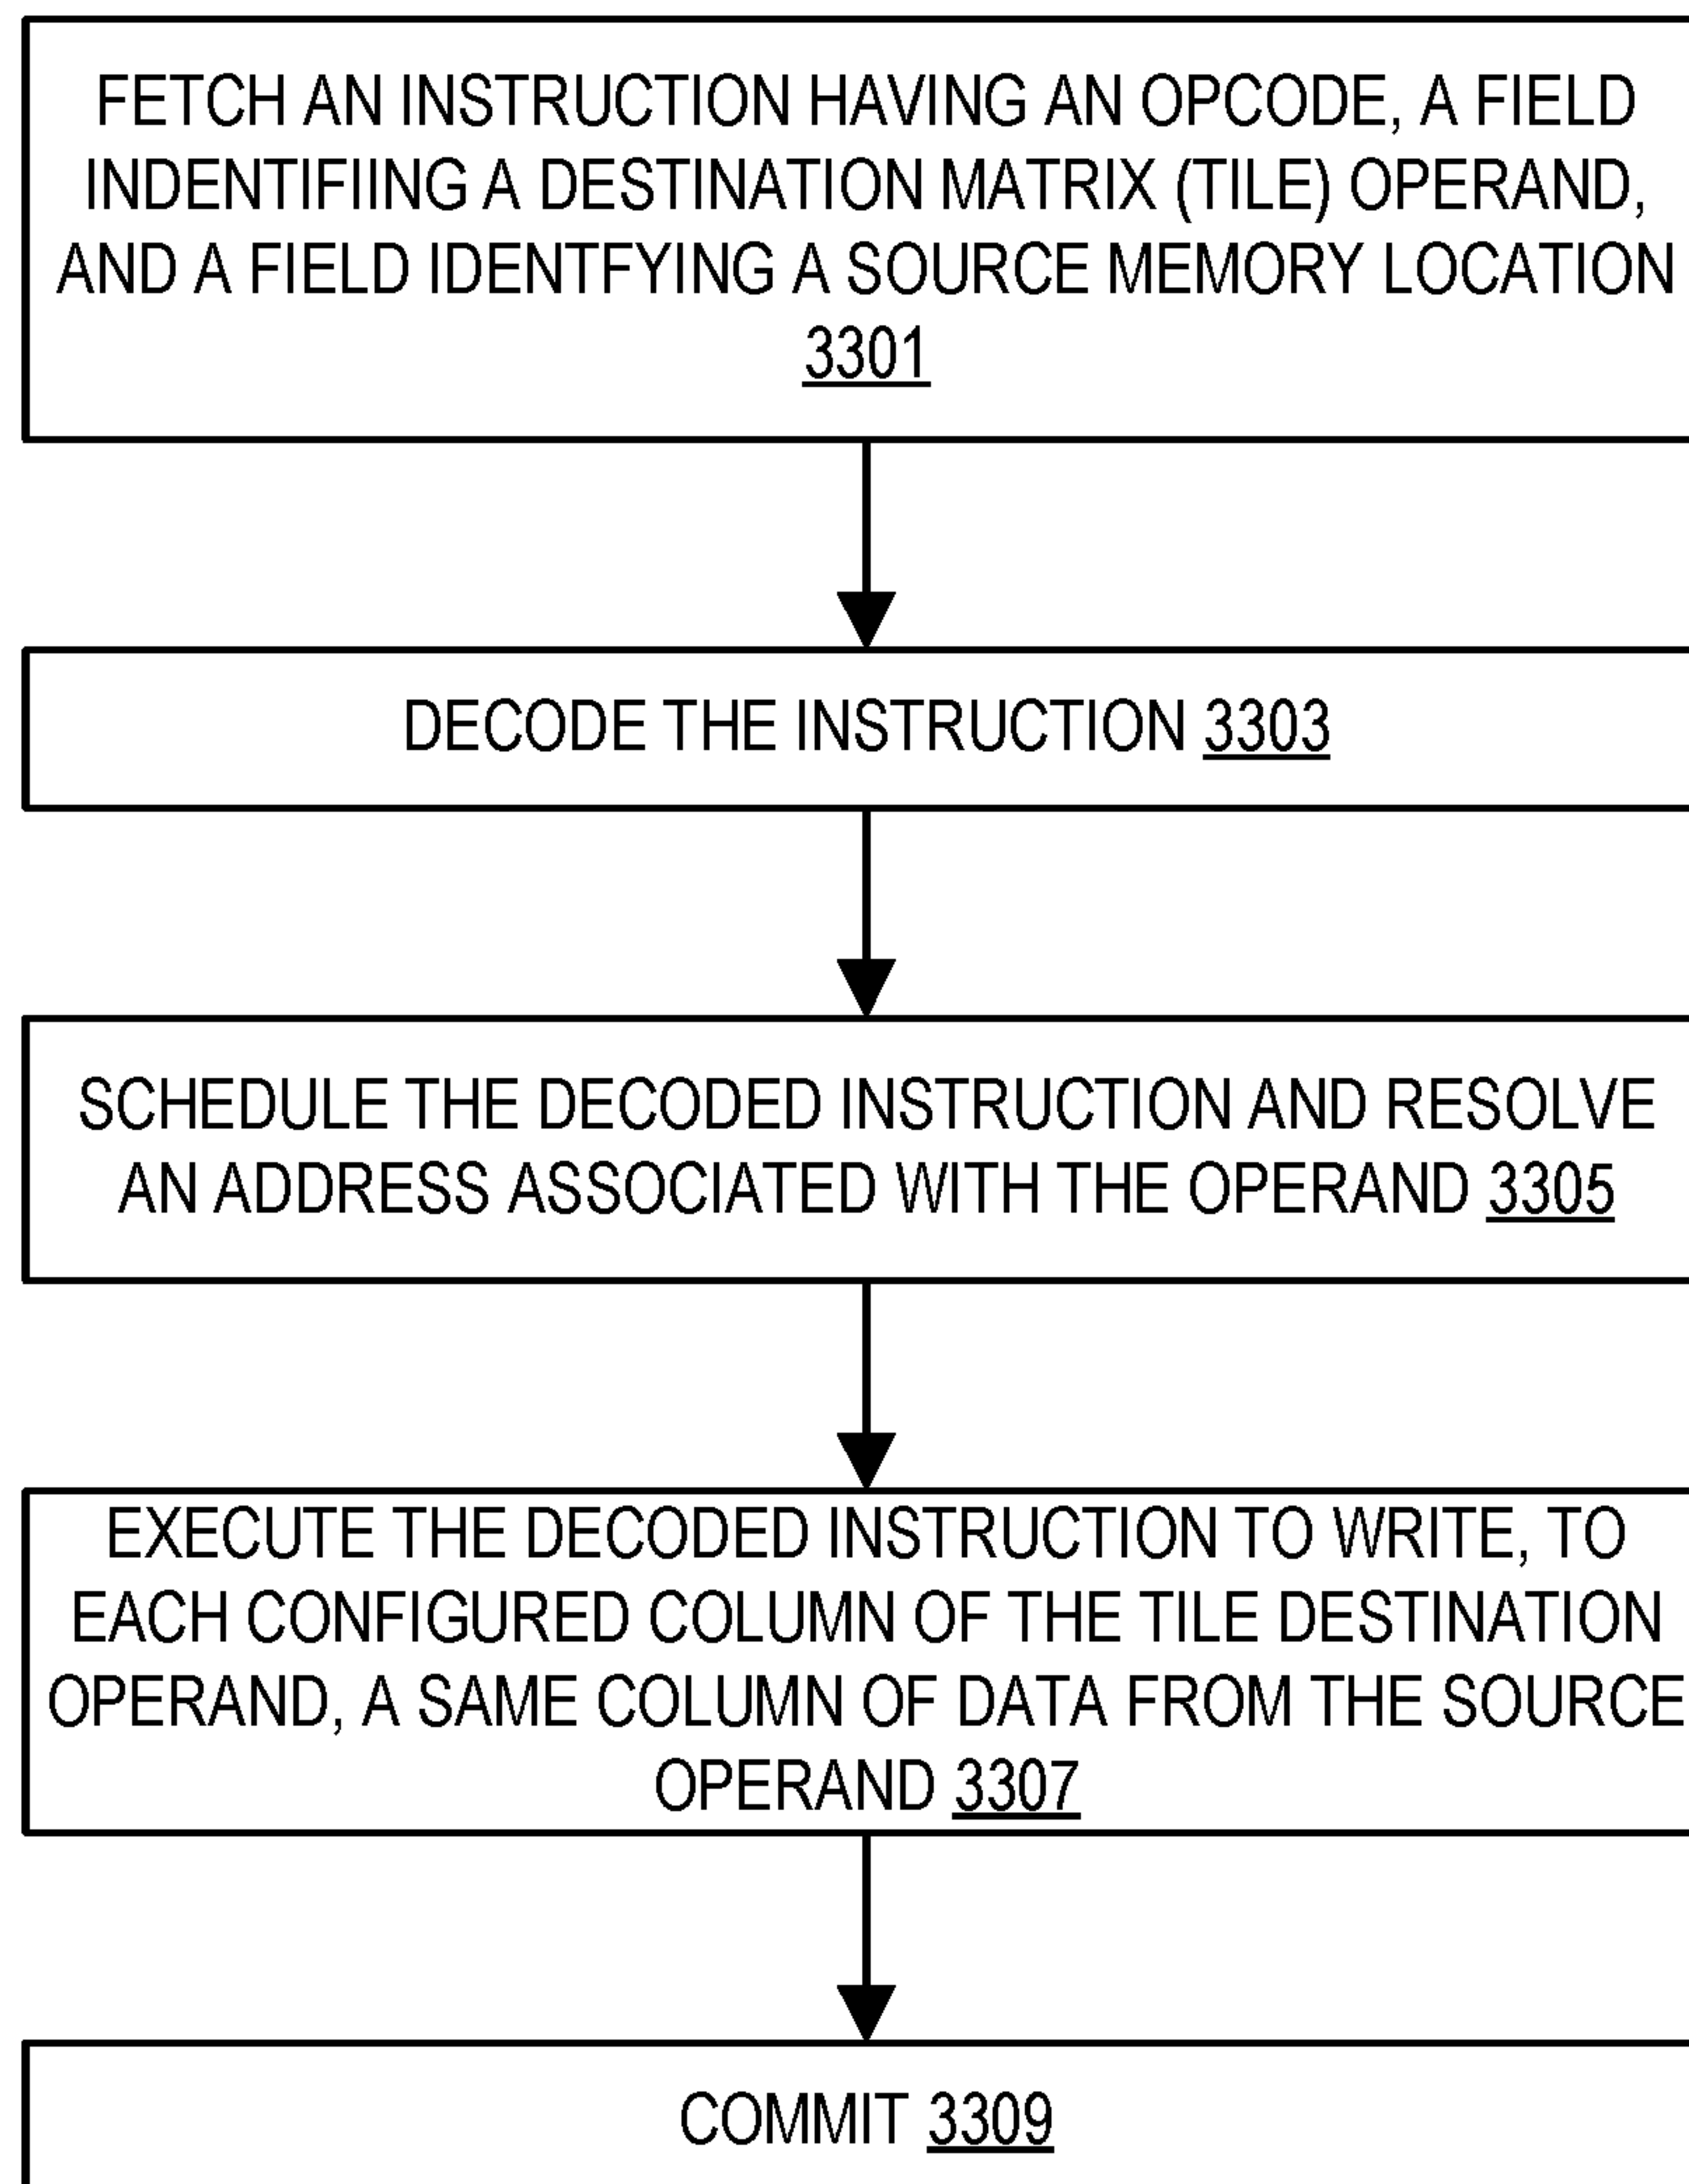 FETCH AN INSTRUCTION HAVING AN OPCODE, A FIELD
INDENTIFIING A DESTINATION MATRIX (TILE) OPERAND,
AND A FIELD IDENTFYING A SOURCE MEMORY LOCATION
3301
DECODE THE INSTRUCTION 3303
SCHEDULE THE DECODED INSTRUCTION AND RESOLVE
AN ADDRESS ASSOCIATED WITH THE OPERAND 3305
EXECUTE THE DECODED INSTRUCTION TO WRITE, TO
EACH CONFIGURED COLUMN OF THE TILE DESTINATION
OPERAND, A SAME COLUMN OF DATA FROM THE SOURCE
OPERAND 3307
COMMIT 3309